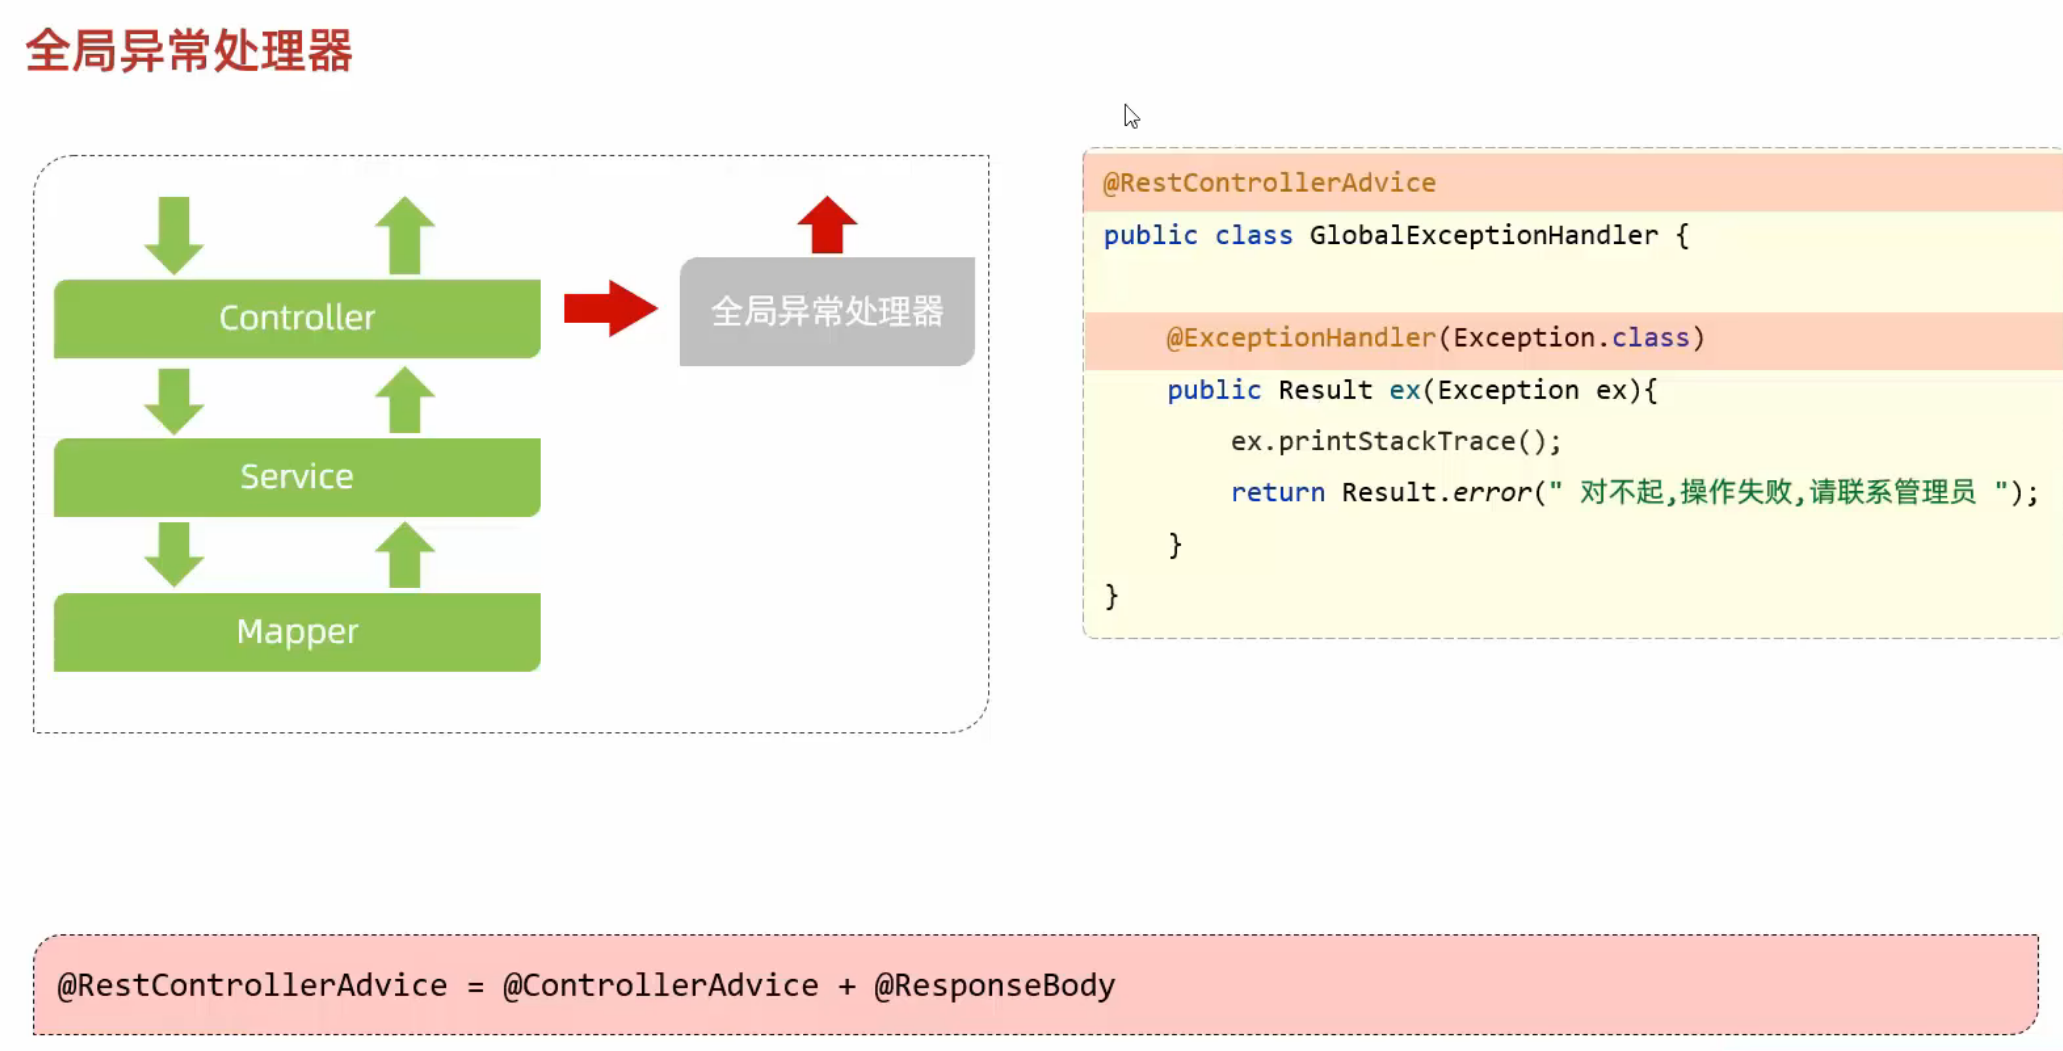 全局异常处理器
Controller
Service
Mapper
全局异常处理器
@RestControllerAdvice
public class GlobalExceptionHandler {
@ExceptionHandler(Exception.class)
public Result ex(Exception ex){
ex.printStackTrace();
return Result.error(" 对不起,操作失败,请联系管理员 ");
}
}
@RestControllerAdvice = @ControllerAdvice + @ResponseBody